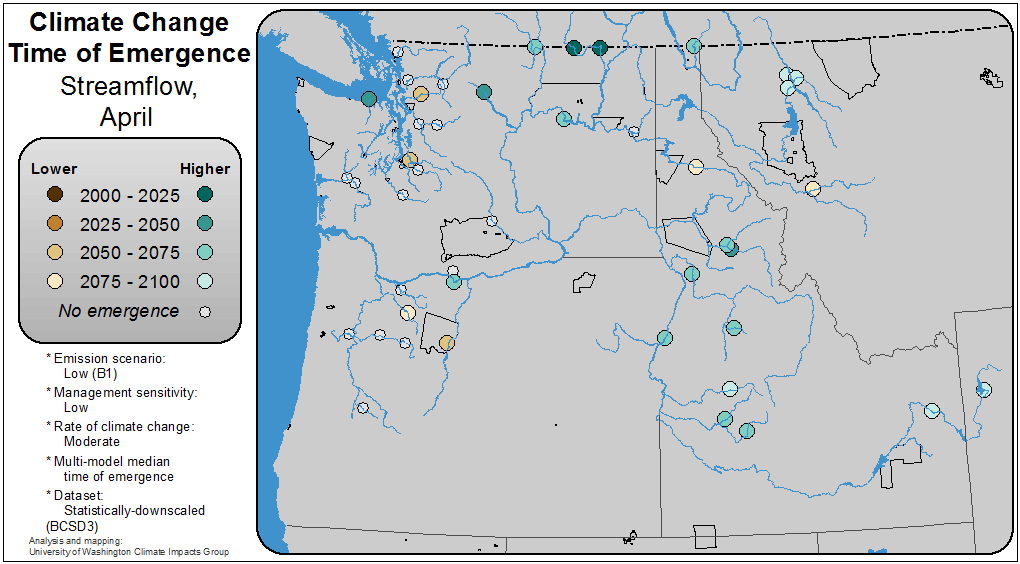 Climate Change
Time of Emergence
Streamflow,
April
Lower Higher
2000 - 2025
2025 - 2050
2050 - 2075
2075 - 2100
No emergence
* Emission scenario:
Low (B1)
* Management sensitivity:
Low
* Rate of climate change:
Moderate
* Multi-model median
time of emergence
* Dataset:
Statistically-downscaled
(BCSD3)
Analysis and mapping:
University of Washington Climate Impacts Group